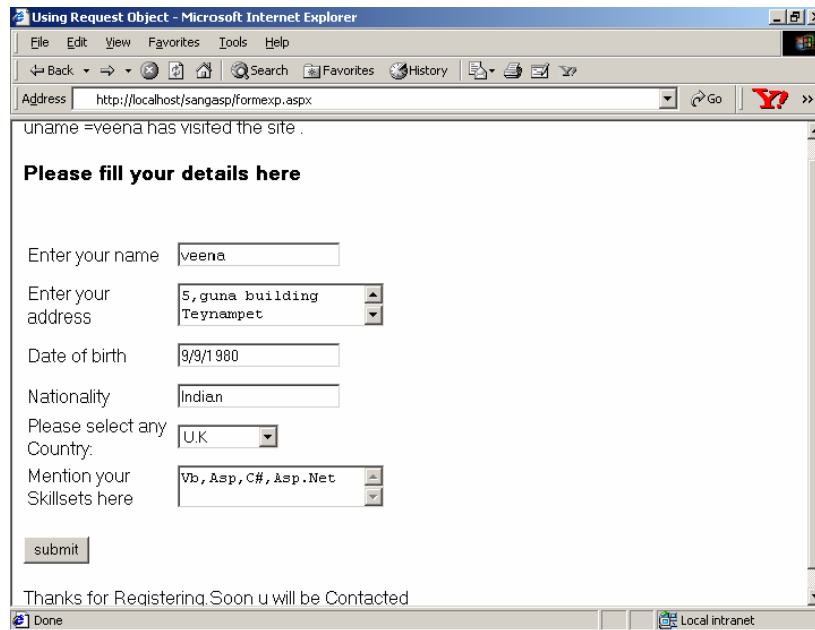 Using Request Object - Microsoft Internet Explorer
File Edit View Favorites Tools Help
Back Search Favorites History
Address http://localhost/sangasp/formexp.aspx Go Y? »
uname =veena has visited the site .
Please fill your details here
Enter your name veena
Enter your
address
5,guna building
Teynampet
Date of birth 9/9/1980
Nationality Indian
Please select any
Country:
U.K
Mention your
Skillsets here
Vb,Asp,C#,Asp.Net
submit
Thanks for Registering.Soon u will be Contacted
Done Local intranet